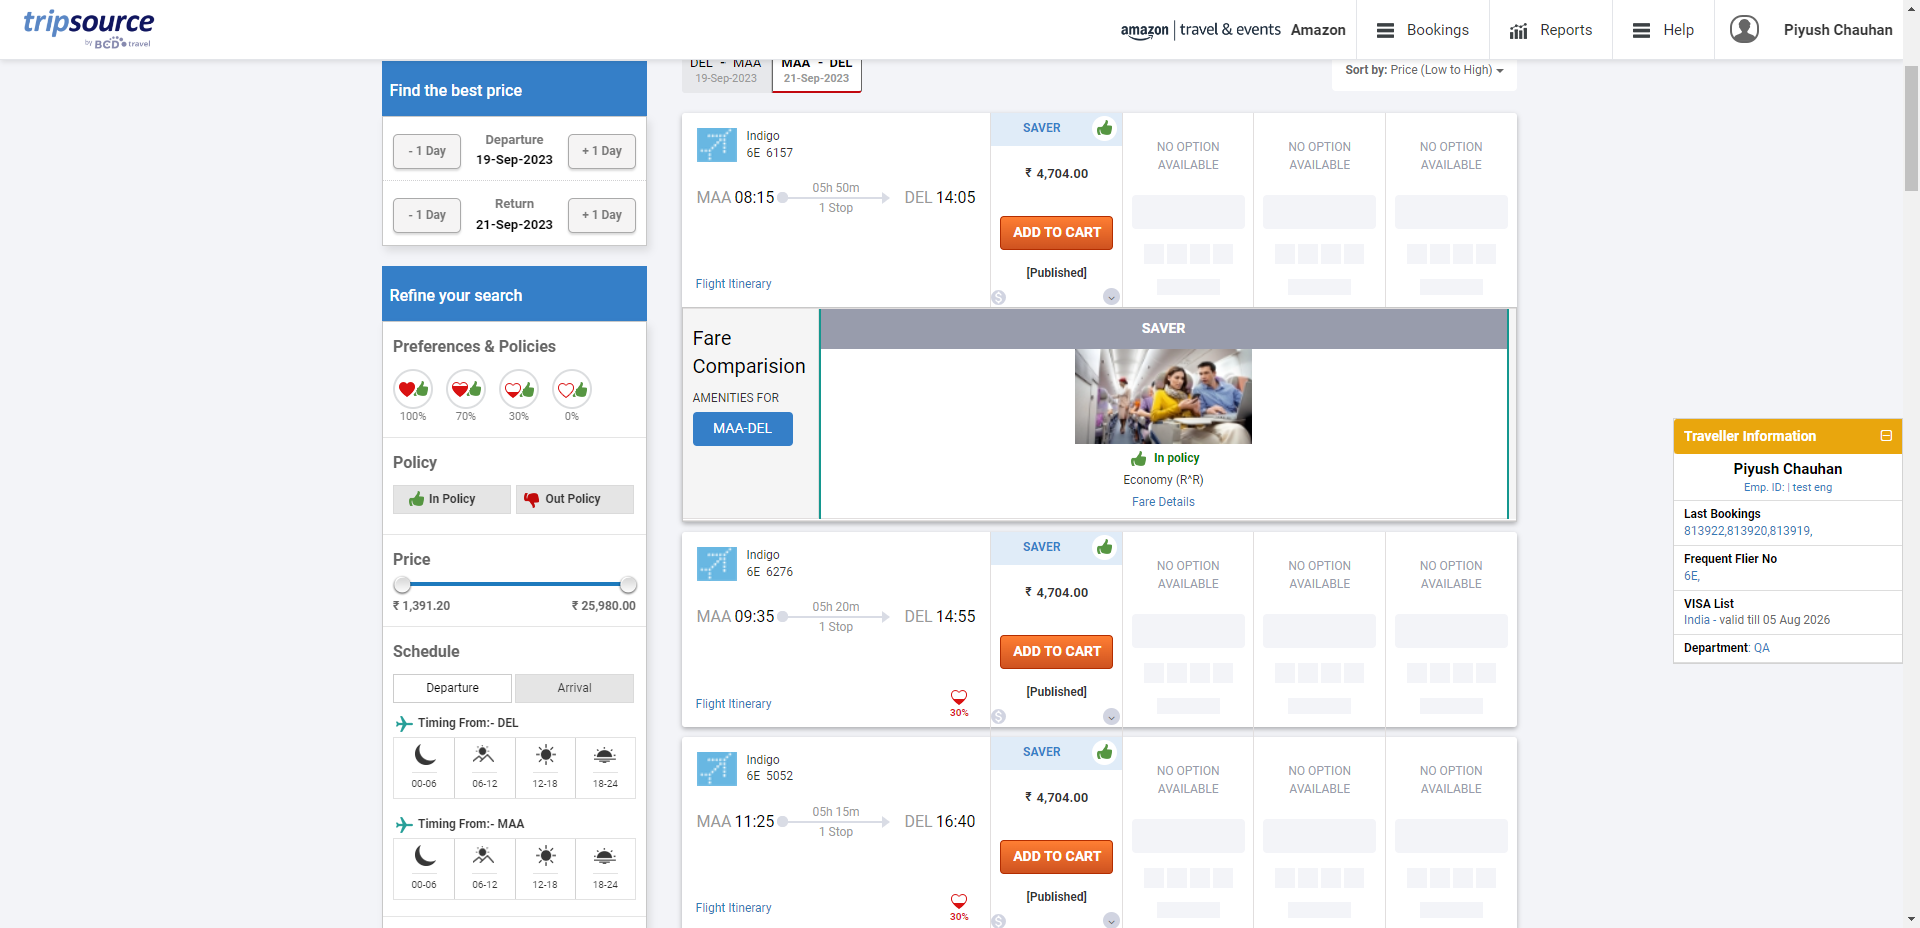 tripsource
by BCD travel
amazon | travel & events Amazon
Bookings
Reports
Help
Piyush Chauhan
DEL - MAA
19-Sep-2023
MAA - DEL
21-Sep-2023
Sort by: Price (Low to High)
Find the best price
- 1 Day
Departure
19-Sep-2023
+ 1 Day
- 1 Day
Return
21-Sep-2023
+ 1 Day
Refine your search
Preferences & Policies
100%
70%
30%
0%
Policy
In Policy
Out Policy
Price
₹ 1,391.20
₹ 25,980.00
Schedule
Departure
Arrival
Timing From:- DEL
00-06
06-12
12-18
18-24
Timing From:- MAA
00-06
06-12
12-18
18-24
Indigo
6E 6157
MAA 08:15
05h 50m
1 Stop
DEL 14:05
Flight Itinerary
SAVER
₹ 4,704.00
ADD TO CART
[Published]
NO OPTION
AVAILABLE
NO OPTION
AVAILABLE
NO OPTION
AVAILABLE
Fare
Comparision
AMENITIES FOR
MAA-DEL
SAVER
In policy
Economy (R^R)
Fare Details
Indigo
6E 6276
MAA 09:35
05h 20m
1 Stop
DEL 14:55
Flight Itinerary
30%
SAVER
₹ 4,704.00
ADD TO CART
[Published]
NO OPTION
AVAILABLE
NO OPTION
AVAILABLE
NO OPTION
AVAILABLE
Indigo
6E 5052
MAA 11:25
05h 15m
1 Stop
DEL 16:40
Flight Itinerary
30%
SAVER
₹ 4,704.00
ADD TO CART
[Published]
NO OPTION
AVAILABLE
NO OPTION
AVAILABLE
NO OPTION
AVAILABLE
Traveller Information
Piyush Chauhan
Emp. ID: | test eng
Last Bookings
813922,813920,813919,
Frequent Flier No
6E,
VISA List
India - valid till 05 Aug 2026
Department: QA